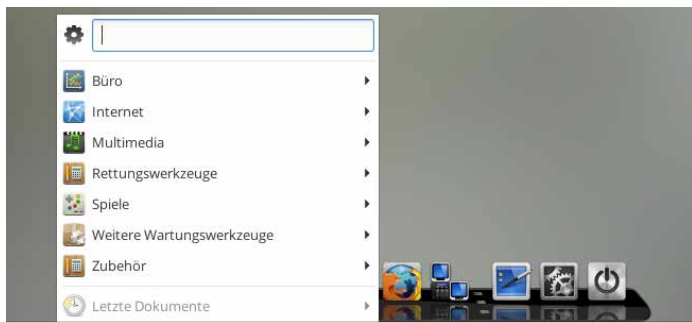 Büro
Internet
Multimedia
Rettungswerkzeuge
Spiele
Weitere Wartungswerkzeuge
Zubehör
Letzte Dokumente